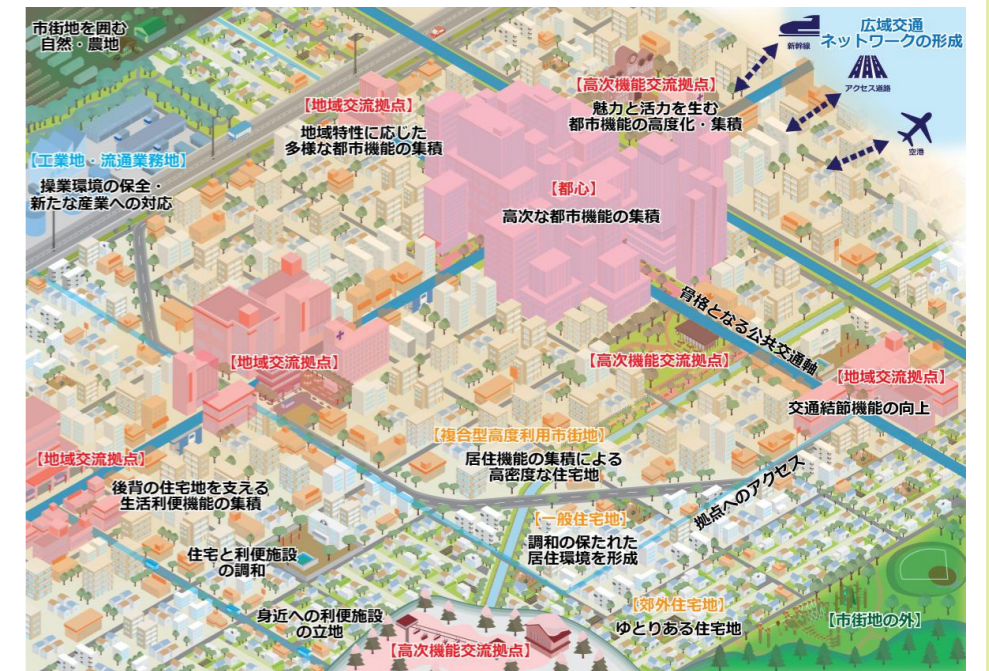 市街地を囲む
自然・農地
広域交通
ネットワークの形成
新幹線
アクセス道路
空港
【高次機能交流拠点】
魅力と活力を生む
都市機能の高度化・集積
【地域交流拠点】
地域特性に応じた
多様な都市機能の集積
【工業地・流通業務地】
操業環境の保全・
新たな産業への対応
【都心】
高次な都市機能の集積
骨格となる公共交通軸
【地域交流拠点】
【高次機能交流拠点】
【地域交流拠点】
交通結節機能の向上
【複合型高度利用市街地】
居住機能の集積による
高密度な住宅地
【地域交流拠点】
後背の住宅地を支える
生活利便機能の集積
拠点へのアクセス
【一般住宅地】
調和の保たれた
居住環境を形成
住宅と利便施設
の調和
身近への利便施設
の立地
【郊外住宅地】
ゆとりある住宅地
【市街地の外】
【高次機能交流拠点】